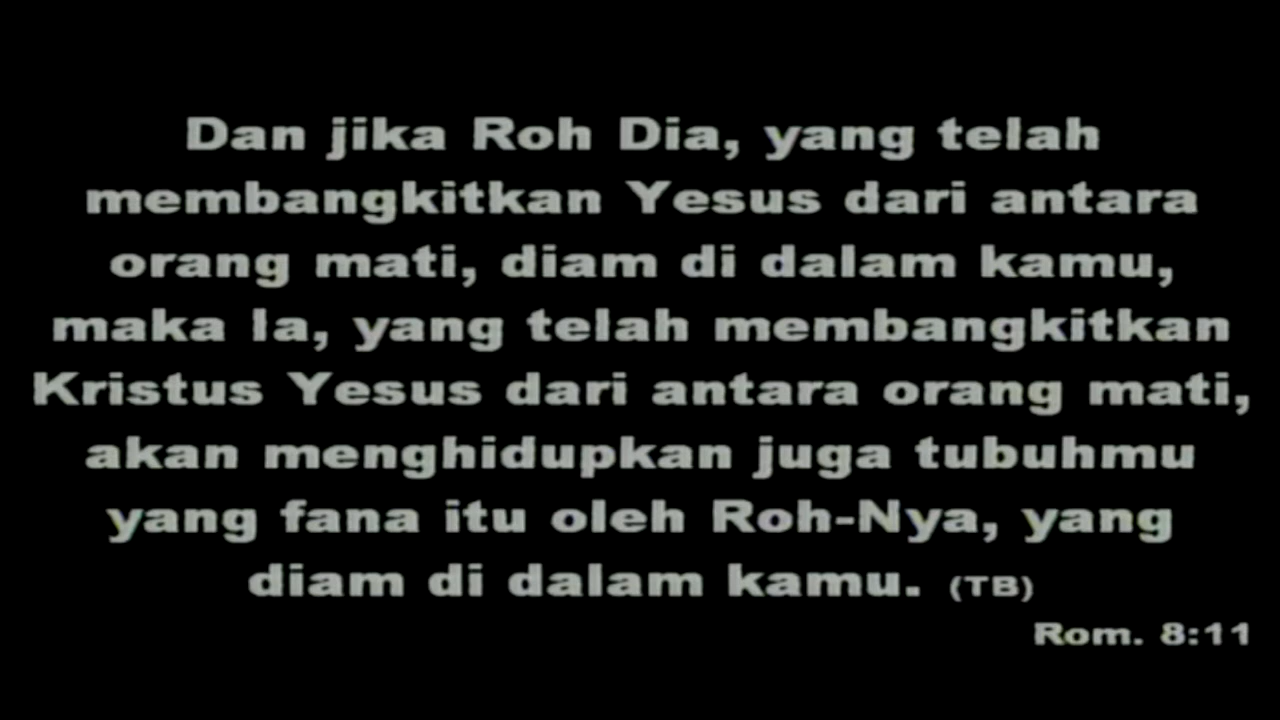 Dan jika Roh Dia, yang telah
membangkitkan Yesus dari antara
orang mati, diam di dalam kamu,
maka Ia, yang telah membangkitkan
Kristus Yesus dari antara orang mati,
akan menghidupkan juga tubuhmu
yang fana itu oleh Roh-Nya, yang
diam di dalam kamu. (TB)
Rom. 8:11